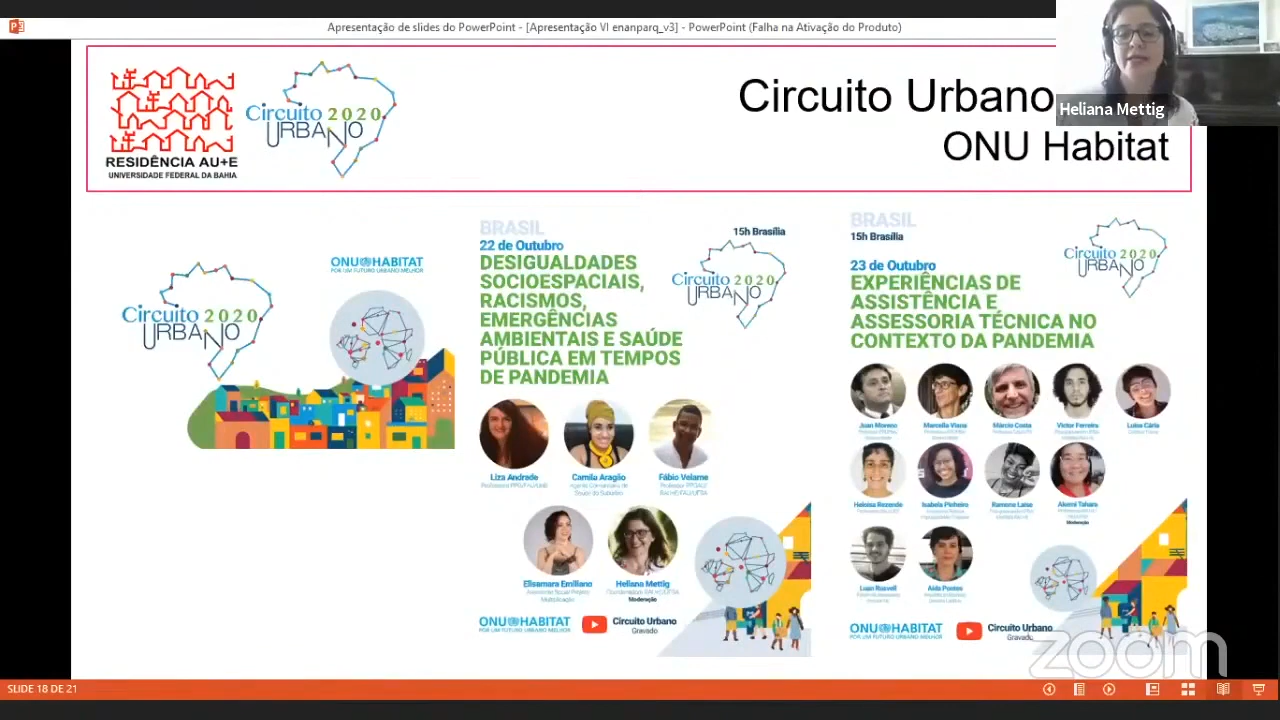 Apresentação de slides do PowerPoint - [Apresentação VI enanparq_v3] - PowerPoint (Falha na Ativação do Produto)
Heliana Mettig
RESIDÊNCIA AU+E
UNIVERSIDADE FEDERAL DA BAHIA
Circuito 2020
URBANO
Circuito Urbano
ONU Habitat
Circuito 2020
URBANO
ONU HABITAT
POR UM FUTURO URBANO MELHOR
BRASIL
22 de Outubro
15h Brasília
DESIGUALDADES
SOCIOESPACIAIS,
RACISMOS,
EMERGÊNCIAS
AMBIENTAIS E SAÚDE
PÚBLICA EM TEMPOS
DE PANDEMIA
Circuito 2020
URBANO
Liza Andrade
Camila Aragão
Fábio Velame
Elisamara Emiliano
Heliana Mettig
Moderação
ONU HABITAT
POR UM FUTURO URBANO MELHOR
Circuito Urbano
Gravado
BRASIL
15h Brasília
23 de Outubro
EXPERIÊNCIAS DE
ASSISTÊNCIA E
ASSESSORIA TÉCNICA NO
CONTEXTO DA PANDEMIA
Circuito 2020
URBANO
Juan Moreno
Marcella Viana
Márcio Costa
Victor Ferreira
Luisa Cária
Heloisa Rezende
Isabela Pinheiro
Ramona Laise
Akemi Tahara
Moderação
Aida Pontes
ONU HABITAT
POR UM FUTURO URBANO MELHOR
Circuito Urbano
Gravado
zoom
SLIDE 18 DE 21